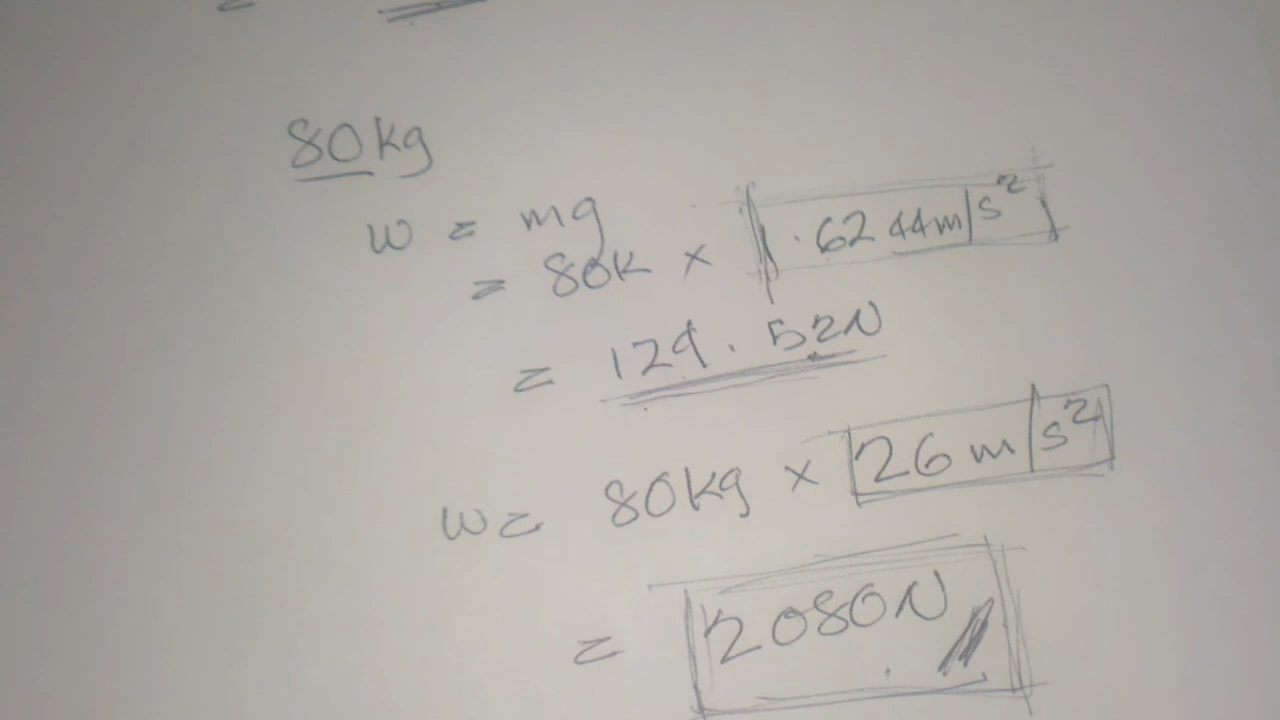 80kg
w = mg
= 80K × 1.6244m/s²
= 129.52N
w = 80kg × 26m/s²
= 2080N